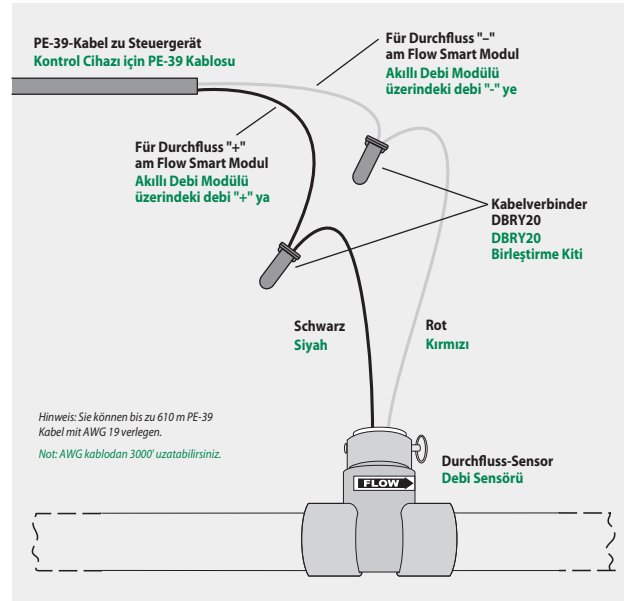 PE-39-Kabel zu Steuergerät
Kontrol Cihazı için PE-39 Kablosu
Für Durchfluss "–"
am Flow Smart Modul
Akıllı Debi Modülü
üzerindeki debi "-" ye
Für Durchfluss "+"
am Flow Smart Modul
Akıllı Debi Modülü
üzerindeki debi "+" ya
Kabelverbinder
DBRY20
DBRY20
Birleştirme Kiti
Schwarz
Siyah
Rot
Kırmızı
Hinweis: Sie können bis zu 610 m PE-39
Kabel mit AWG 19 verlegen.
Not: AWG kablodan 3000' uzatabilirsiniz.
Durchfluss-Sensor
Debi Sensörü
FLOW